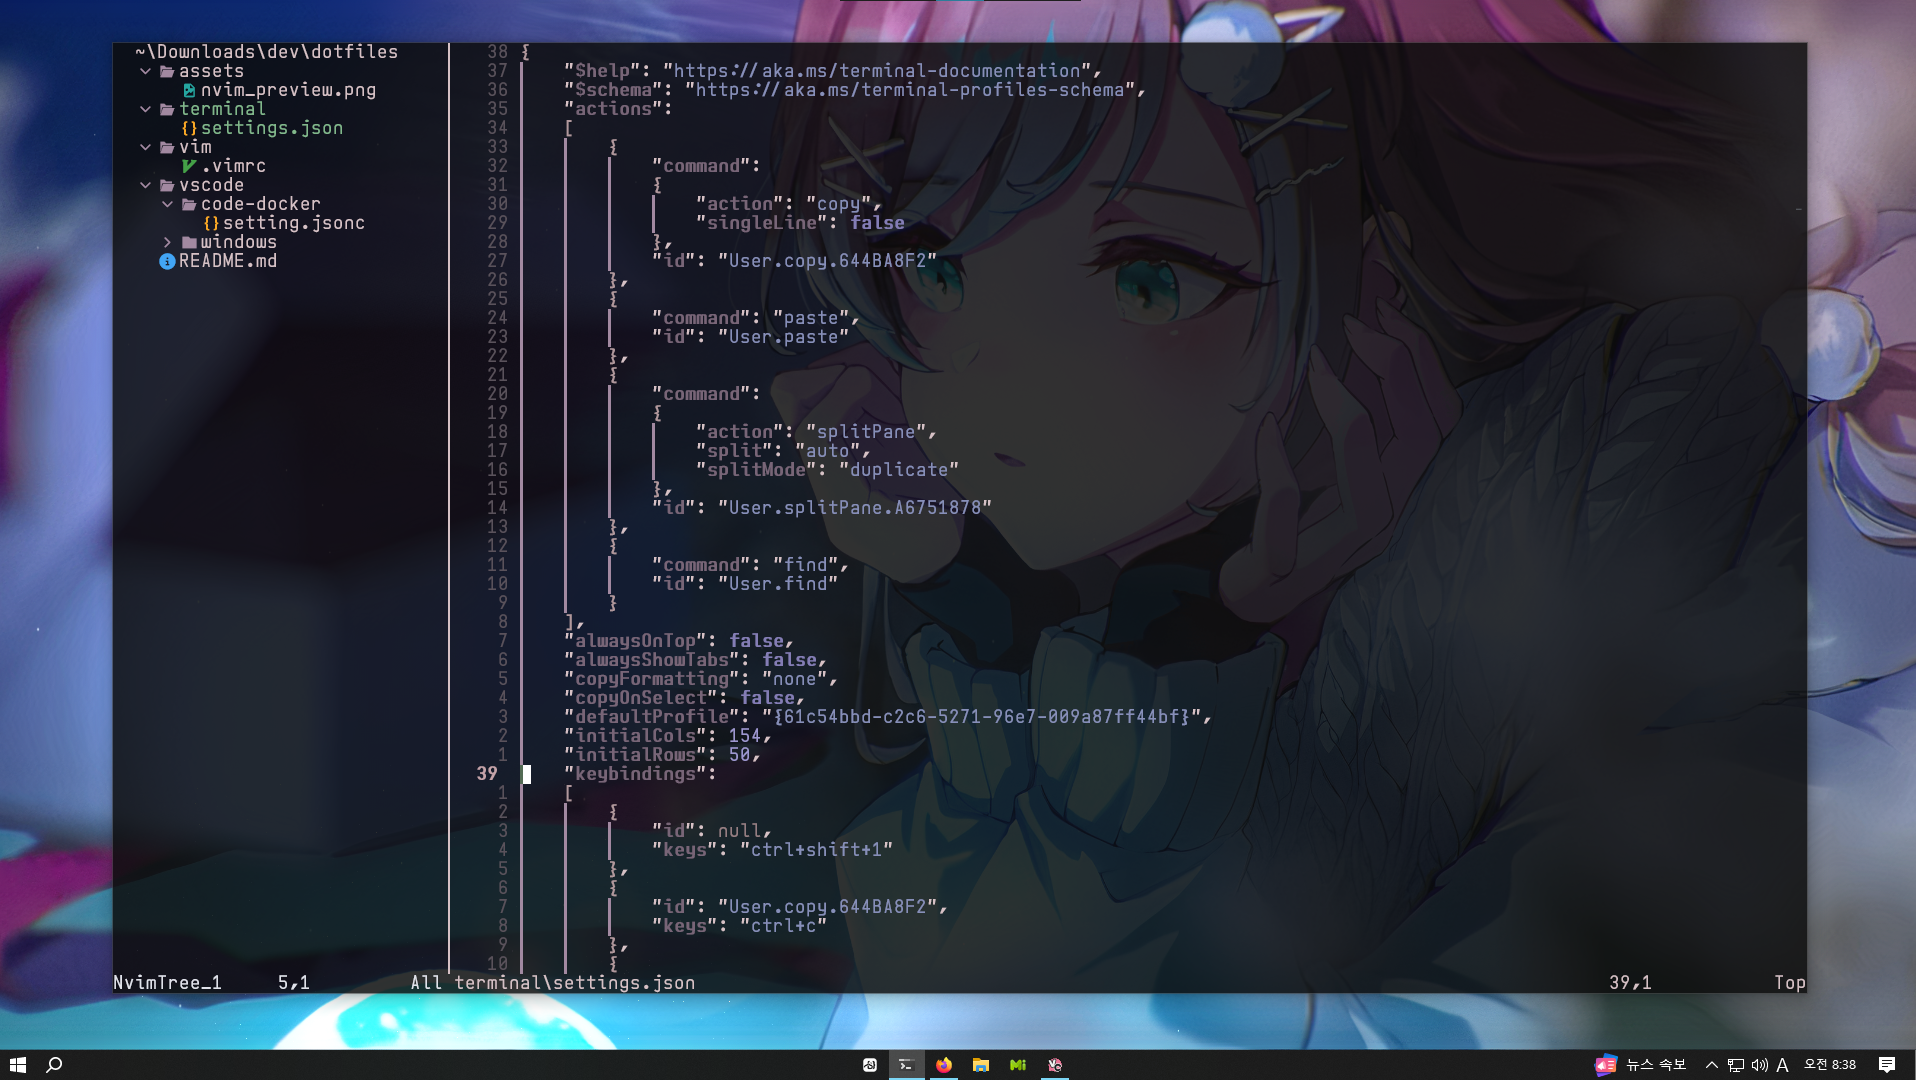 ~\Downloads\dev\dotfiles
assets
nvim_preview.png
terminal
{}settings.json
vim
.vimrc
vscode
code-docker
{}setting.jsonc
windows
README.md
38 {
37 "$help": "https://aka.ms/terminal-documentation",
36 "$schema": "https://aka.ms/terminal-profiles-schema",
35 "actions":
34 [
33 {
32 "command":
31 {
30 "action": "copy",
29 "singleLine": false
28 },
27 "id": "User.copy.644BA8F2"
26 },
25 {
24 "command": "paste",
23 "id": "User.paste"
22 },
21 {
20 "command":
19 {
18 "action": "splitPane",
17 "split": "auto",
16 "splitMode": "duplicate"
15 },
14 "id": "User.splitPane.A6751878"
13 },
12 {
11 "command": "find",
10 "id": "User.find"
9 }
8 ],
7 "alwaysOnTop": false,
6 "alwaysShowTabs": false,
5 "copyFormatting": "none",
4 "copyOnSelect": false,
3 "defaultProfile": "{61c54bbd-c2c6-5271-96e7-009a87ff44bf}",
2 "initialCols": 154,
1 "initialRows": 50,
39 "keybindings":
1 [
2 {
3 "id": null,
4 "keys": "ctrl+shift+1"
5 },
6 {
7 "id": "User.copy.644BA8F2",
8 "keys": "ctrl+c"
9 },
10 {
NvimTree_1 5,1 All terminal\settings.json 39,1 Top
뉴스 속보 A 오전 8:38